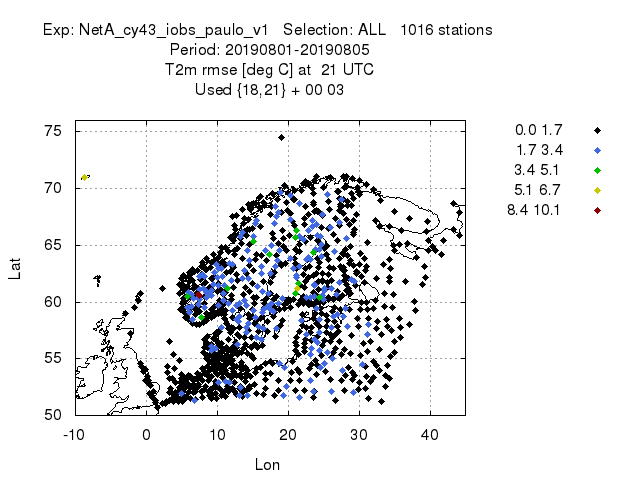 Exp: NetA_cy43_iobs_paulo_v1 Selection: ALL 1016 stations
Period: 20190801-20190805
T2m rmse [deg C] at 21 UTC
Used {18,21} + 00 03
0.0 1.7
1.7 3.4
3.4 5.1
5.1 6.7
8.4 10.1
75
70
65
60
55
50
Lat
-10 0 10 20 30 40
Lon